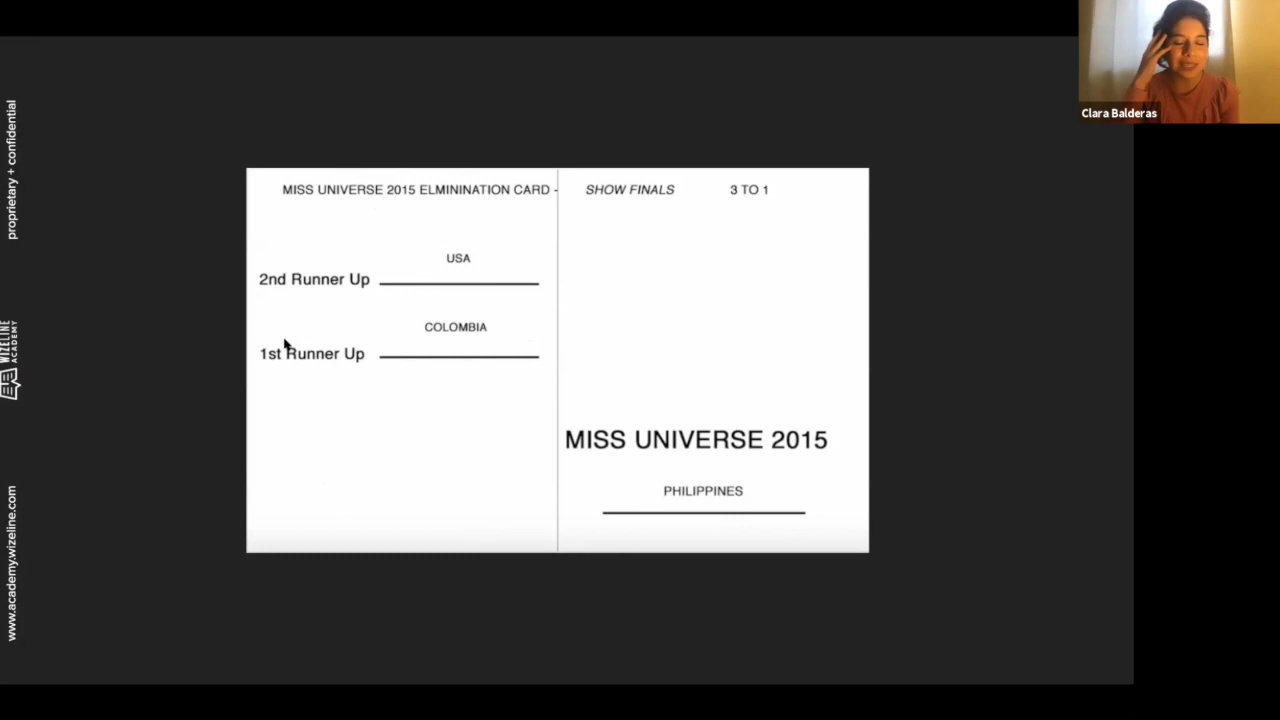 Clara Balderas
proprietary + confidential
WIZELINE
ACADEMY
www.academy.wizeline.com
MISS UNIVERSE 2015 ELMININATION CARD - SHOW FINALS 3 TO 1
USA
2nd Runner Up
COLOMBIA
1st Runner Up
MISS UNIVERSE 2015
PHILIPPINES